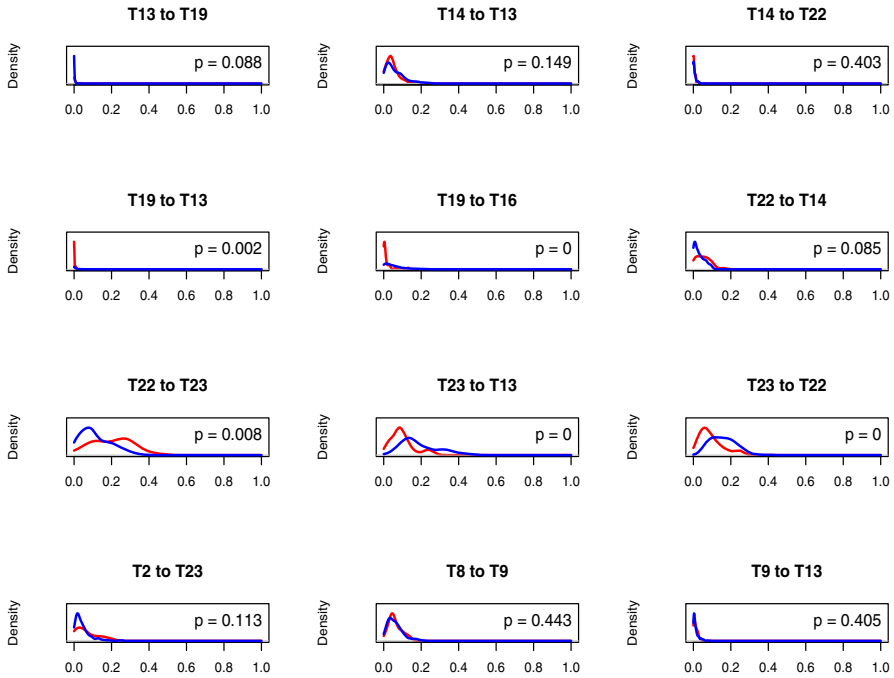 T13 to T19
Density
p = 0.088
0.0 0.2 0.4 0.6 0.8 1.0
T14 to T13
Density
p = 0.149
0.0 0.2 0.4 0.6 0.8 1.0
T14 to T22
Density
p = 0.403
0.0 0.2 0.4 0.6 0.8 1.0
T19 to T13
Density
p = 0.002
0.0 0.2 0.4 0.6 0.8 1.0
T19 to T16
Density
p = 0
0.0 0.2 0.4 0.6 0.8 1.0
T22 to T14
Density
p = 0.085
0.0 0.2 0.4 0.6 0.8 1.0
T22 to T23
Density
p = 0.008
0.0 0.2 0.4 0.6 0.8 1.0
T23 to T13
Density
p = 0
0.0 0.2 0.4 0.6 0.8 1.0
T23 to T22
Density
p = 0
0.0 0.2 0.4 0.6 0.8 1.0
T2 to T23
Density
p = 0.113
0.0 0.2 0.4 0.6 0.8 1.0
T8 to T9
Density
p = 0.443
0.0 0.2 0.4 0.6 0.8 1.0
T9 to T13
Density
p = 0.405
0.0 0.2 0.4 0.6 0.8 1.0